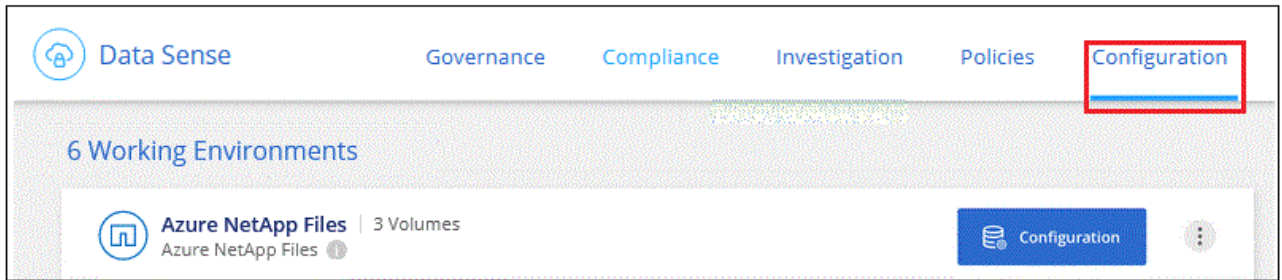 Data Sense Governance Compliance Investigation Policies Configuration
6 Working Environments
Azure NetApp Files | 3 Volumes
Azure NetApp Files
Configuration